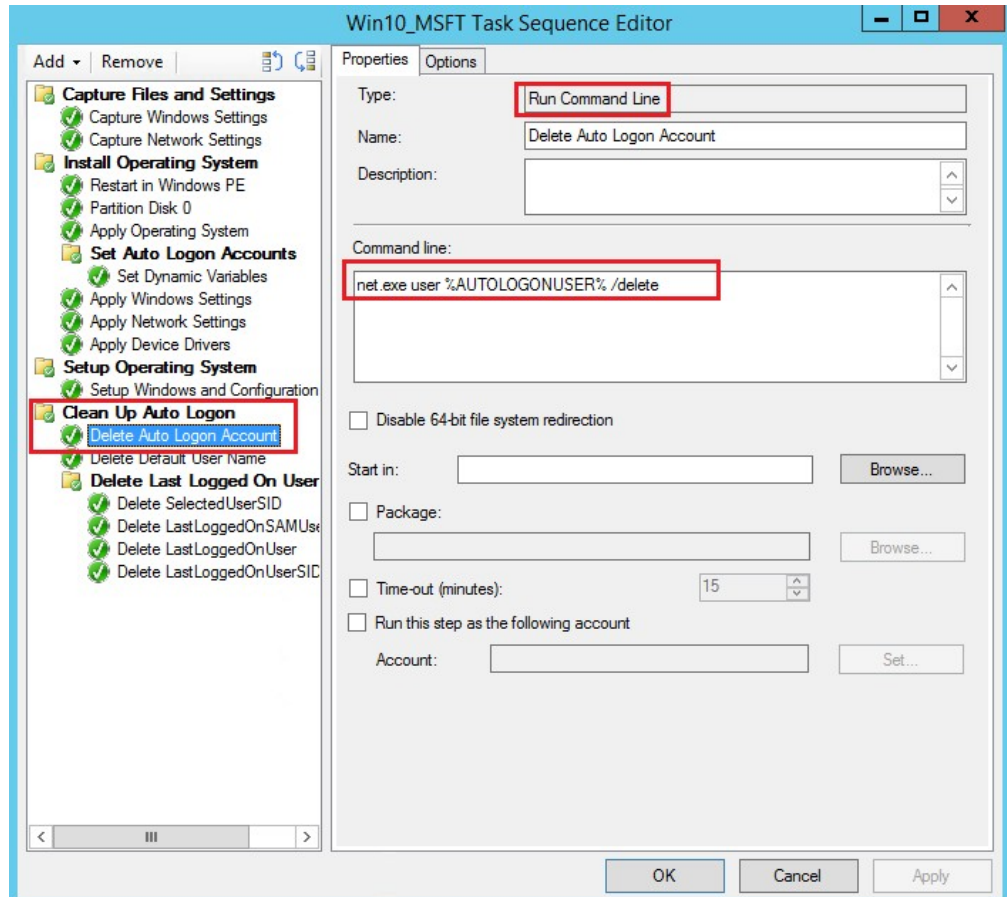 Win10_MSFT Task Sequence Editor
Add
Remove
Capture Files and Settings
Capture Windows Settings
Capture Network Settings
Install Operating System
Restart in Windows PE
Partition Disk 0
Apply Operating System
Set Auto Logon Accounts
Set Dynamic Variables
Apply Windows Settings
Apply Network Settings
Apply Device Drivers
Setup Operating System
Setup Windows and Configuration
Clean Up Auto Logon
Delete Auto Logon Account
Delete Default User Name
Delete Last Logged On User
Delete SelectedUserSID
Delete LastLoggedOnSAMUse
Delete LastLoggedOnUser
Delete LastLoggedOnUserSID
Properties
Options
Type:
Run Command Line
Name:
Delete Auto Logon Account
Description:
Command line:
net.exe user %AUTOLOGONUSER% /delete
Disable 64-bit file system redirection
Start in:
Browse...
Package:
Browse...
Time-out (minutes):
15
Run this step as the following account
Account:
Set...
OK
Cancel
Apply